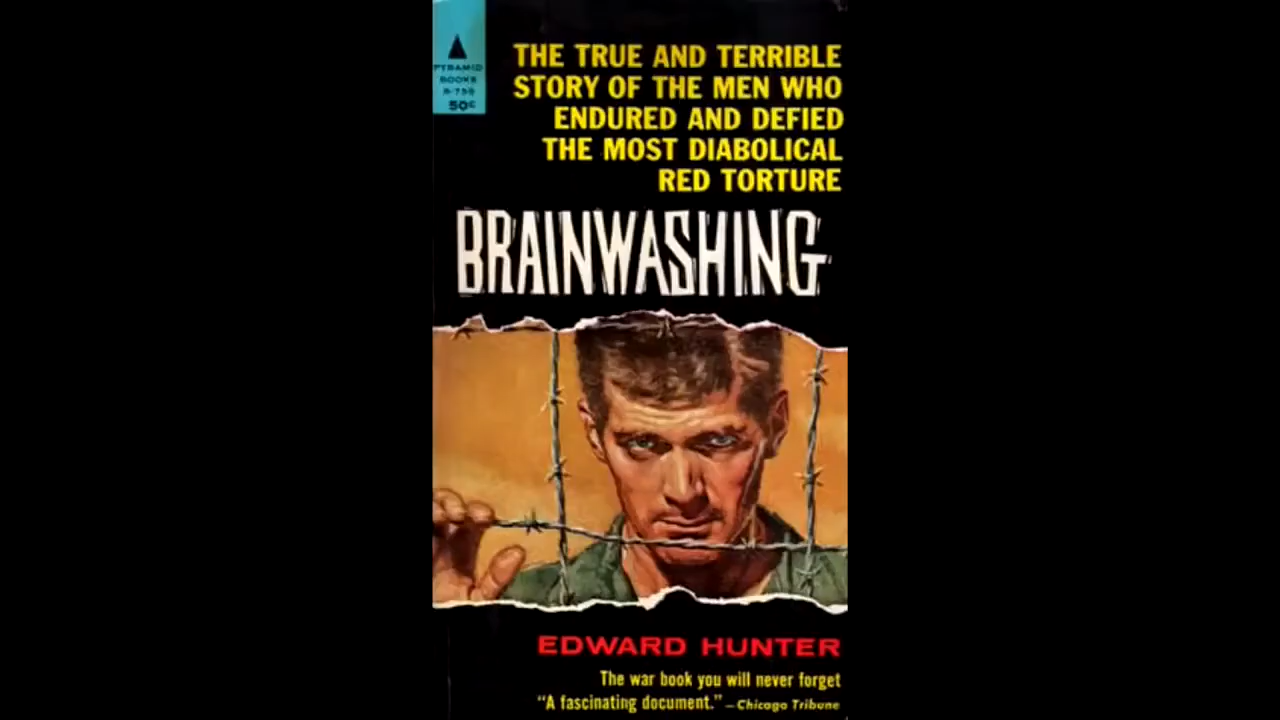 PYRAMID
BOOKS
50¢
THE TRUE AND TERRIBLE
STORY OF THE MEN WHO
ENDURED AND DEFIED
THE MOST DIABOLICAL
RED TORTURE
BRAINWASHING
EDWARD HUNTER
The war book you will never forget
“A fascinating document.” — Chicago Tribune